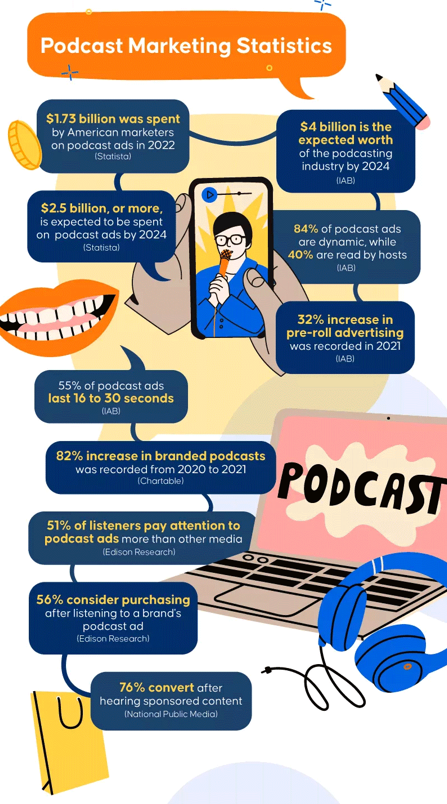 Podcast Marketing Statistics
$1.73 billion was spent
by American marketers
on podcast ads in 2022
(Statista)
$4 billion is the
expected worth
of the podcasting
industry by 2024
(IAB)
$2.5 billion, or more,
is expected to be spent
on podcast ads by 2024
(Statista)
84% of podcast ads
are dynamic, while
40% are read by hosts
(IAB)
32% increase in
pre-roll advertising
was recorded in 2021
(IAB)
55% of podcast ads
last 16 to 30 seconds
(IAB)
82% increase in branded podcasts
was recorded from 2020 to 2021
(Chartable)
PODCAST
51% of listeners pay attention to
podcast ads more than other media
(Edison Research)
56% consider purchasing
after listening to a brand's
podcast ad
(Edison Research)
76% convert after
hearing sponsored content
(National Public Media)